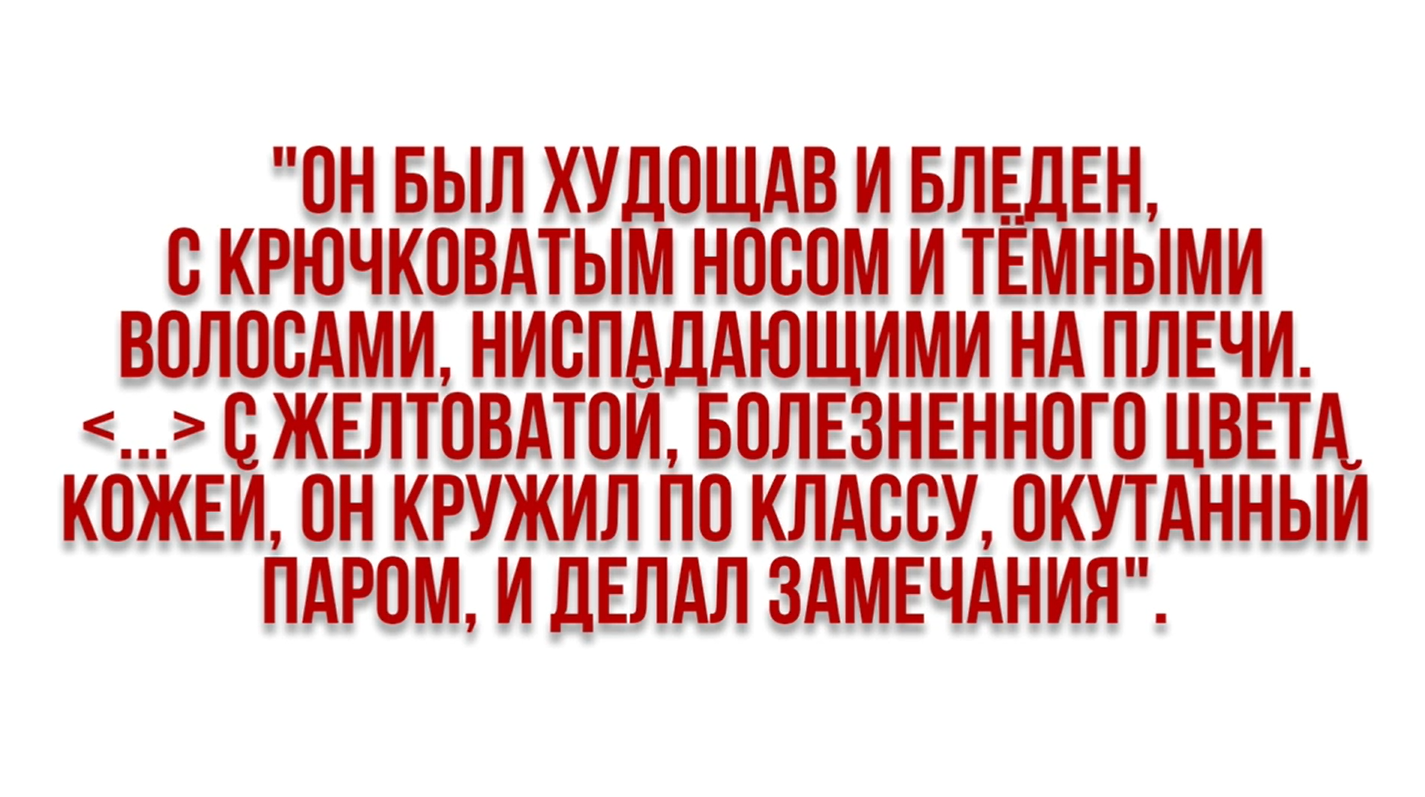 "ОН БЫЛ ХУДОЩАВ И БЛЕДЕН,
С КРЮЧКОВАТЫМ НОСОМ И ТЁМНЫМИ
ВОЛОСАМИ, НИСПАДАЮЩИМИ НА ПЛЕЧИ.
<...> С ЖЕЛТОВАТОЙ, БОЛЕЗНЕННОГО ЦВЕТА
КОЖЕЙ, ОН КРУЖИЛ ПО КЛАССУ, ОКУТАННЫЙ
ПАРОМ, И ДЕЛАЛ ЗАМЕЧАНИЯ".